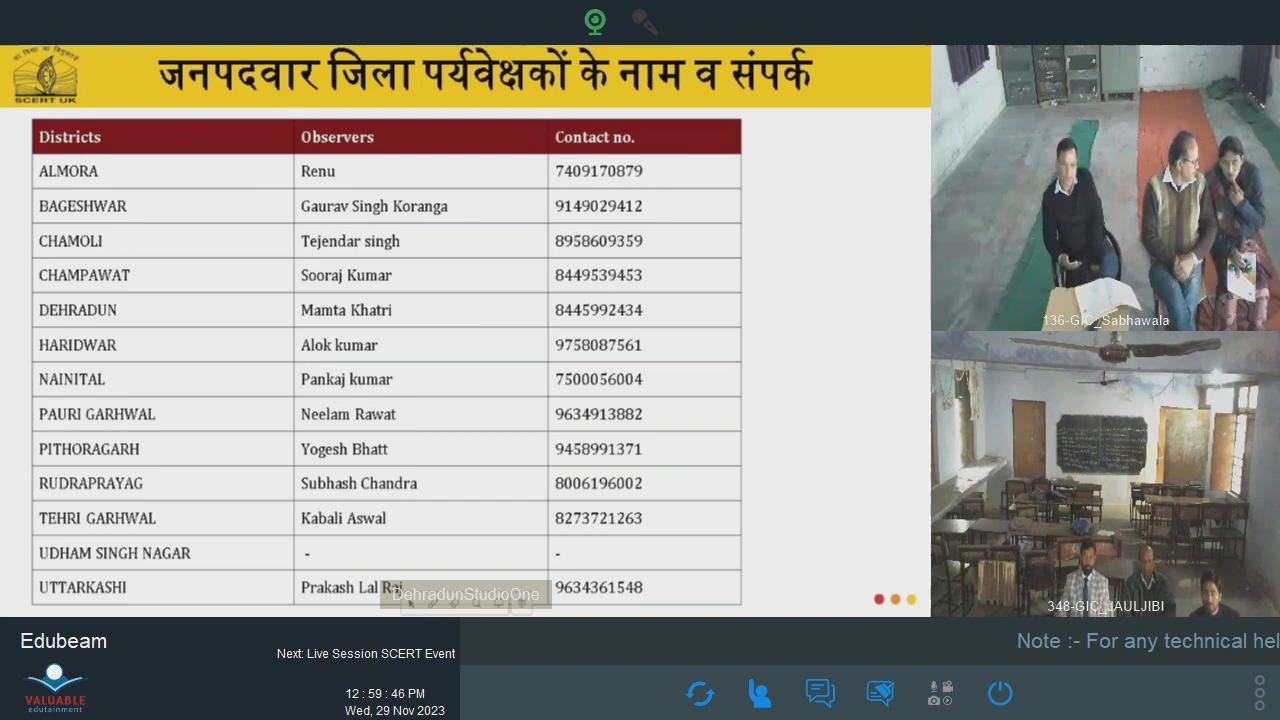 जनपदवार जिला पर्यवेक्षकों के नाम व संपर्क
SCERT UK
Districts Observers Contact no.
ALMORA Renu 7409170879
BAGESHWAR Gaurav Singh Koranga 9149029412
CHAMOLI Tejendar singh 8958609359
CHAMPAWAT Sooraj Kumar 8449539453
DEHRADUN Mamta Khatri 8445992434
HARIDWAR Alok kumar 9758087561
NAINITAL Pankaj kumar 7500056004
PAURI GARHWAL Neelam Rawat 9634913882
PITHORAGARH Yogesh Bhatt 9458991371
RUDRAPRAYAG Subhash Chandra 8006196002
TEHRI GARHWAL Kabali Aswal 8273721263
UDHAM SINGH NAGAR - -
UTTARKASHI Prakash Lal 9634361548
DehradunStudioOne
136-GIC_Sabhawala
348-GIC_JAULJIBI
Edubeam
VALUABLE
edutainment
Next: Live Session SCERT Event
12 : 59 : 46 PM
Wed, 29 Nov 2023
Note :- For any technical hel